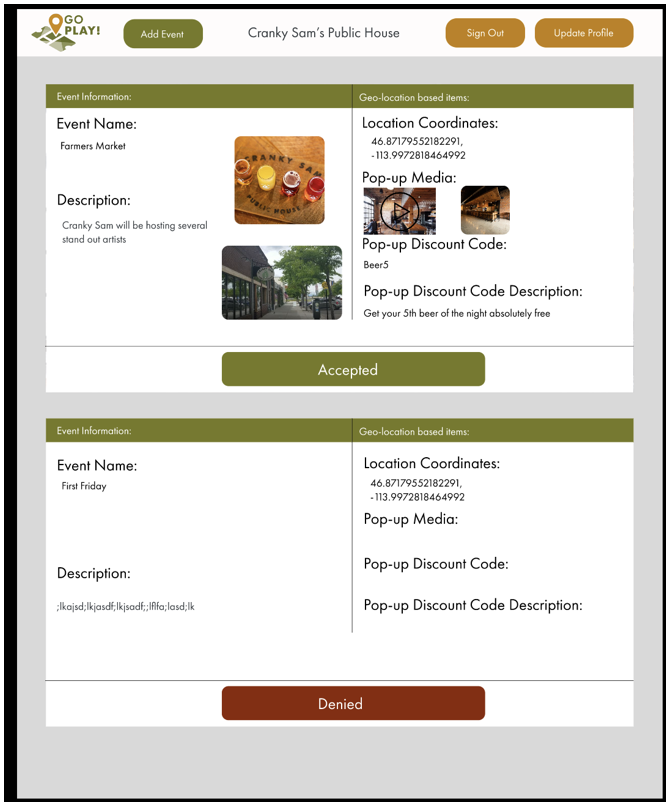 GO
PLAY!
Add Event
Cranky Sam's Public House
Sign Out
Update Profile
Event Information:
Geo-location based items:
Event Name:
Farmers Market
CRANKY SAM
PUBLIC HOUSE
Description:
Cranky Sam will be hosting several
stand out artists
Location Coordinates:
46.87179552182291,
-113.9972818464992
Pop-up Media:
Pop-up Discount Code:
Beer5
Pop-up Discount Code Description:
Get your 5th beer of the night absolutely free
Accepted
Event Information:
Geo-location based items:
Event Name:
First Friday
Description:
;lkajsd;lkjasdf;lkjsadf;;lflfa;lasd;lk
Location Coordinates:
46.87179552182291,
-113.9972818464992
Pop-up Media:
Pop-up Discount Code:
Pop-up Discount Code Description:
Denied